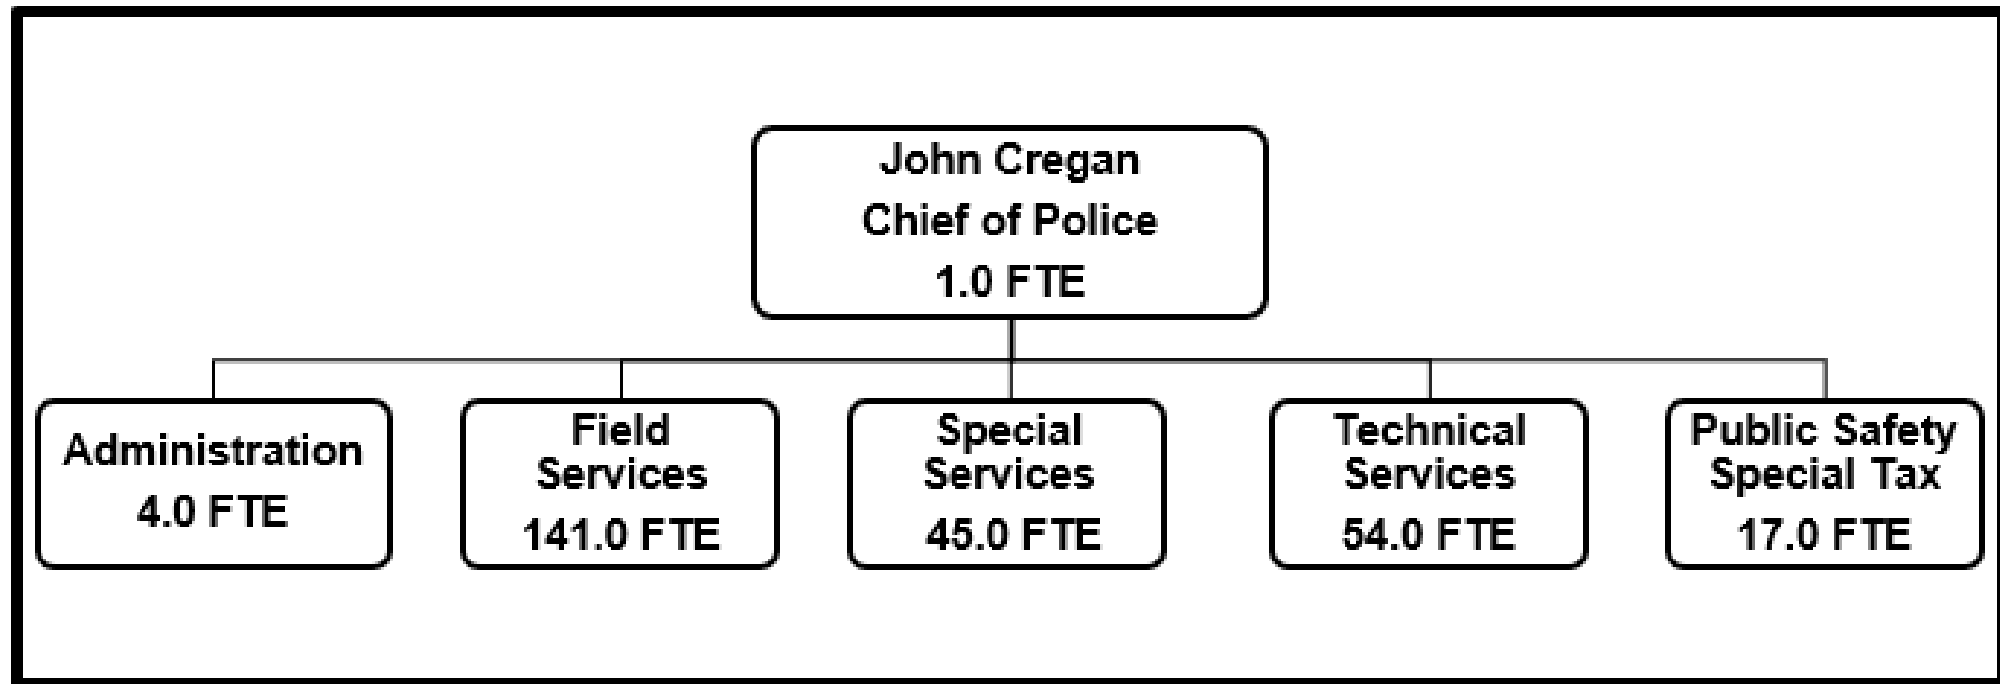 John Cregan
Chief of Police
1.0 FTE
Administration
4.0 FTE
Field
Services
141.0 FTE
Special
Services
45.0 FTE
Technical
Services
54.0 FTE
Public Safety
Special Tax
17.0 FTE